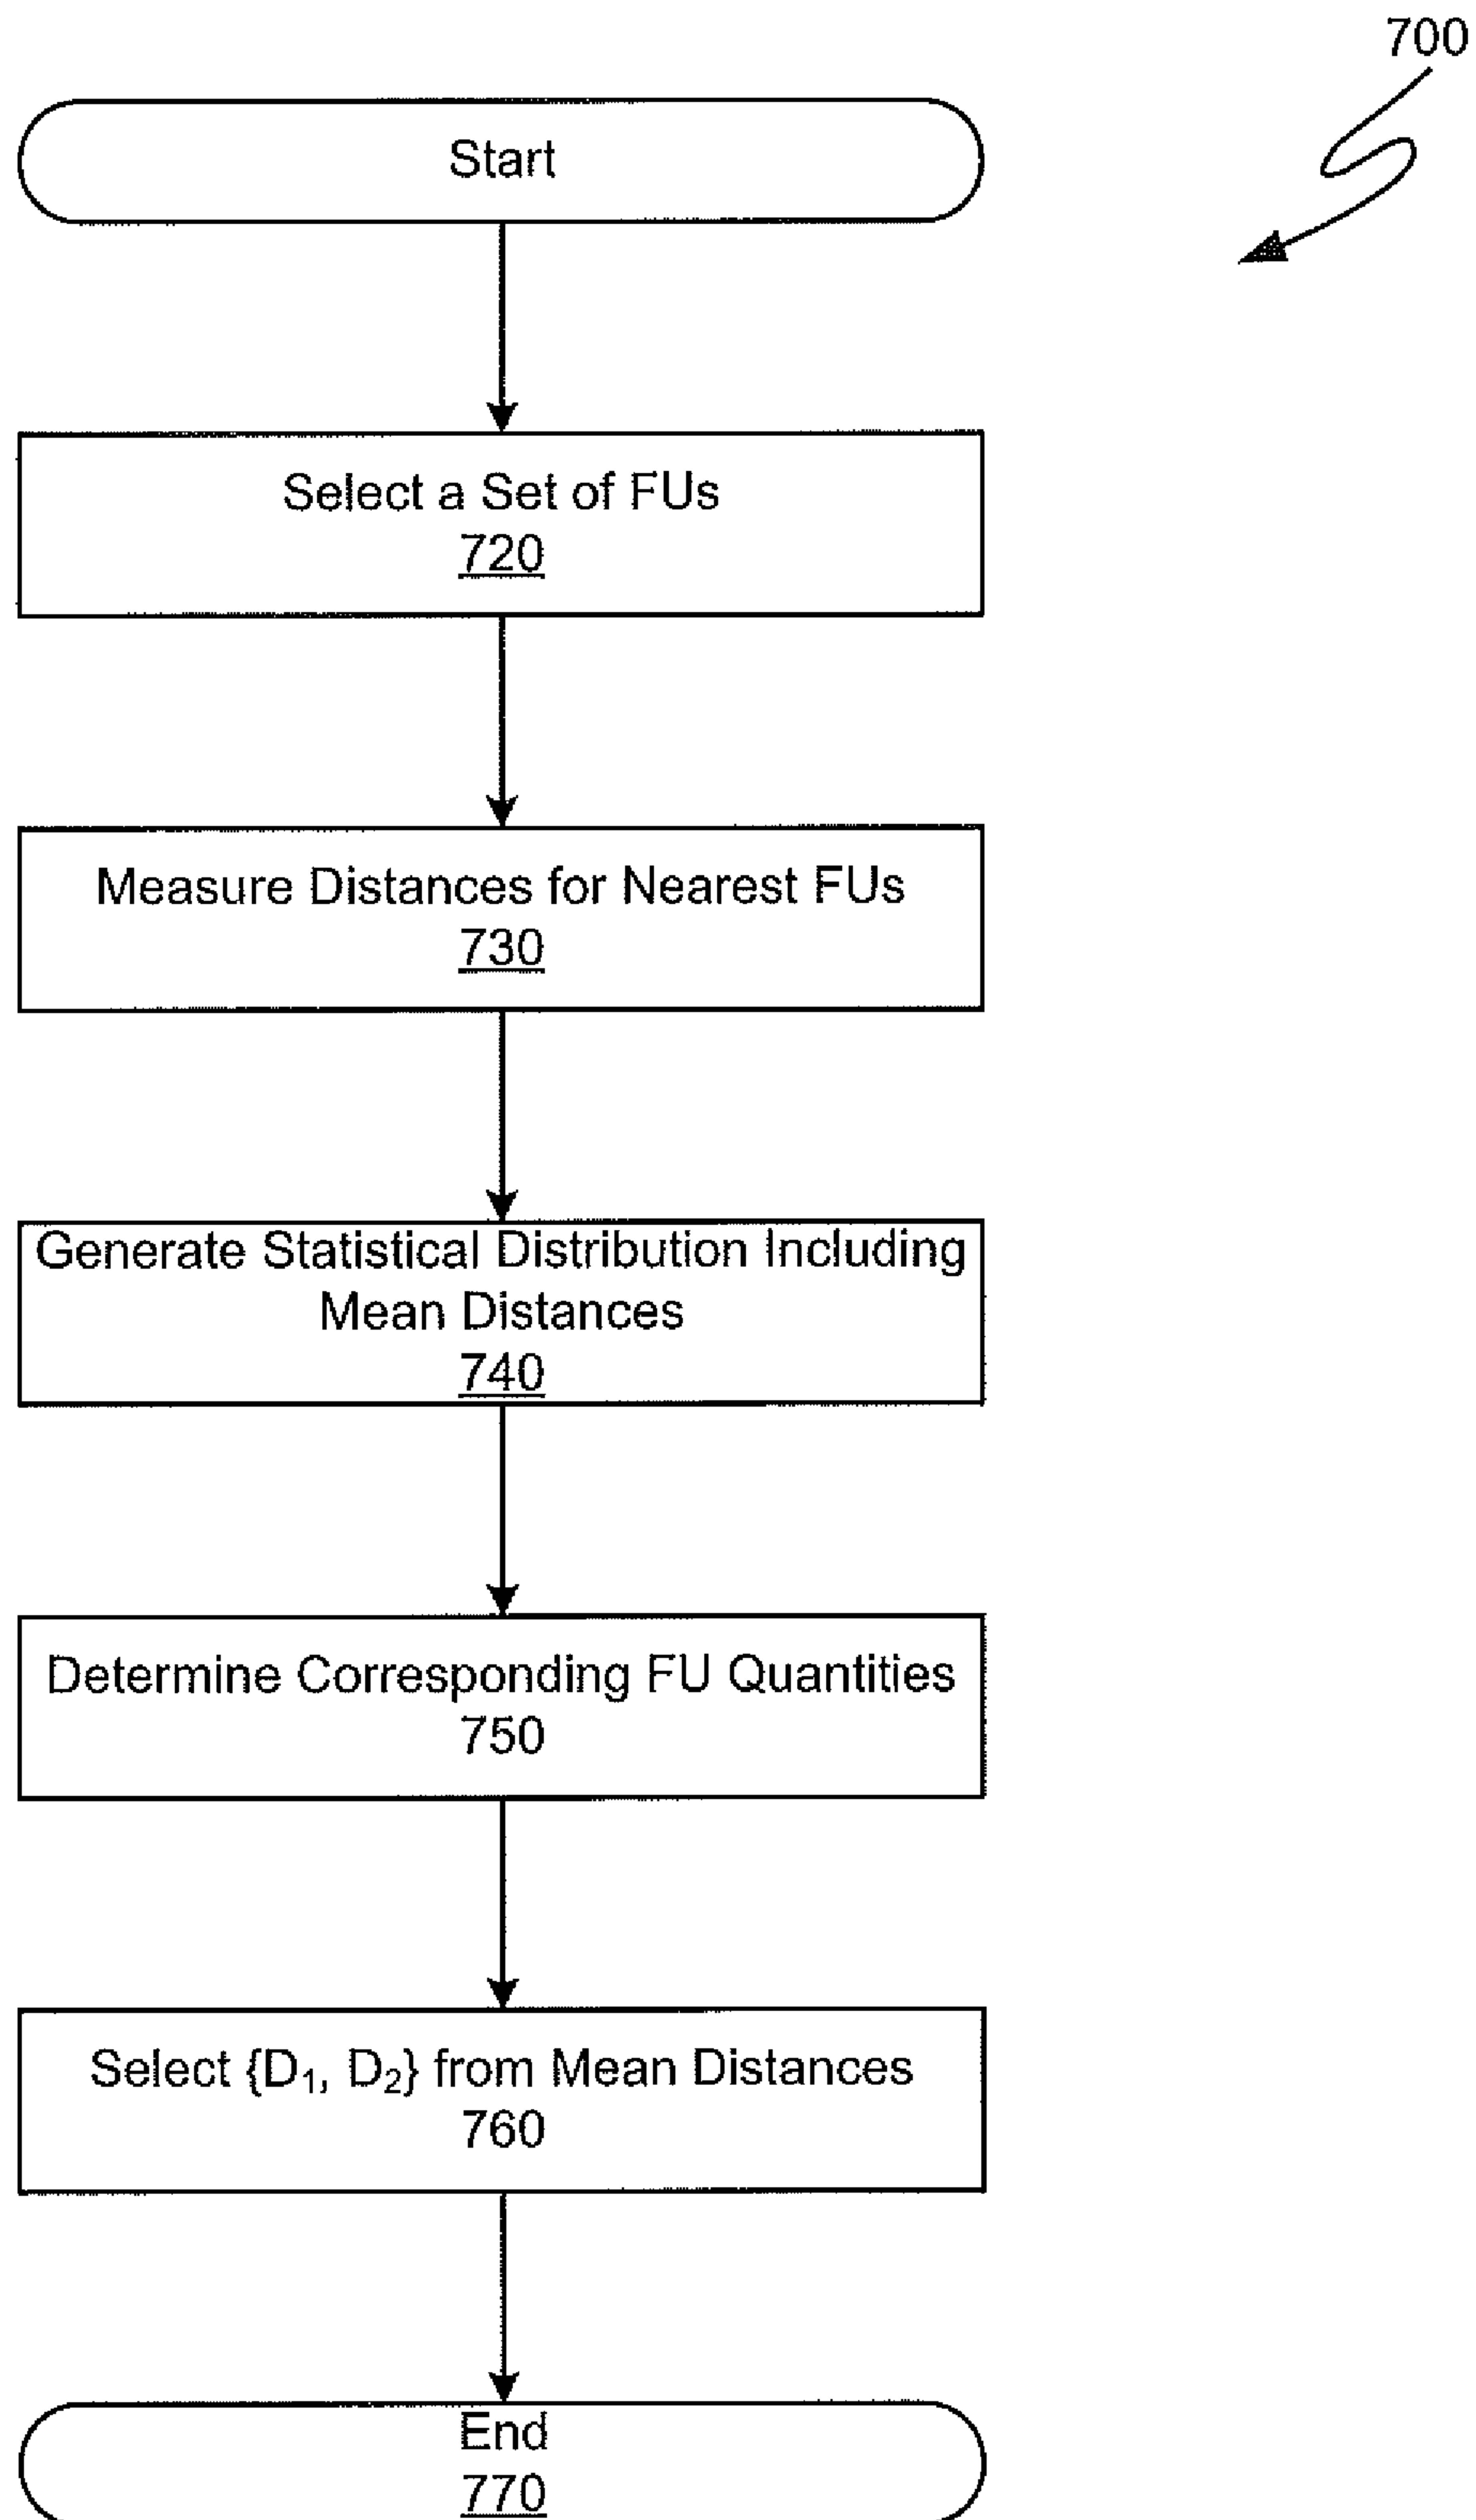 700
Start
Select a Set of FUs
720
Measure Distances for Nearest FUs
730
Generate Statistical Distribution Including
Mean Distances
740
Determine Corresponding FU Quantities
750
Select {D₁, D₂} from Mean Distances
760
End
770